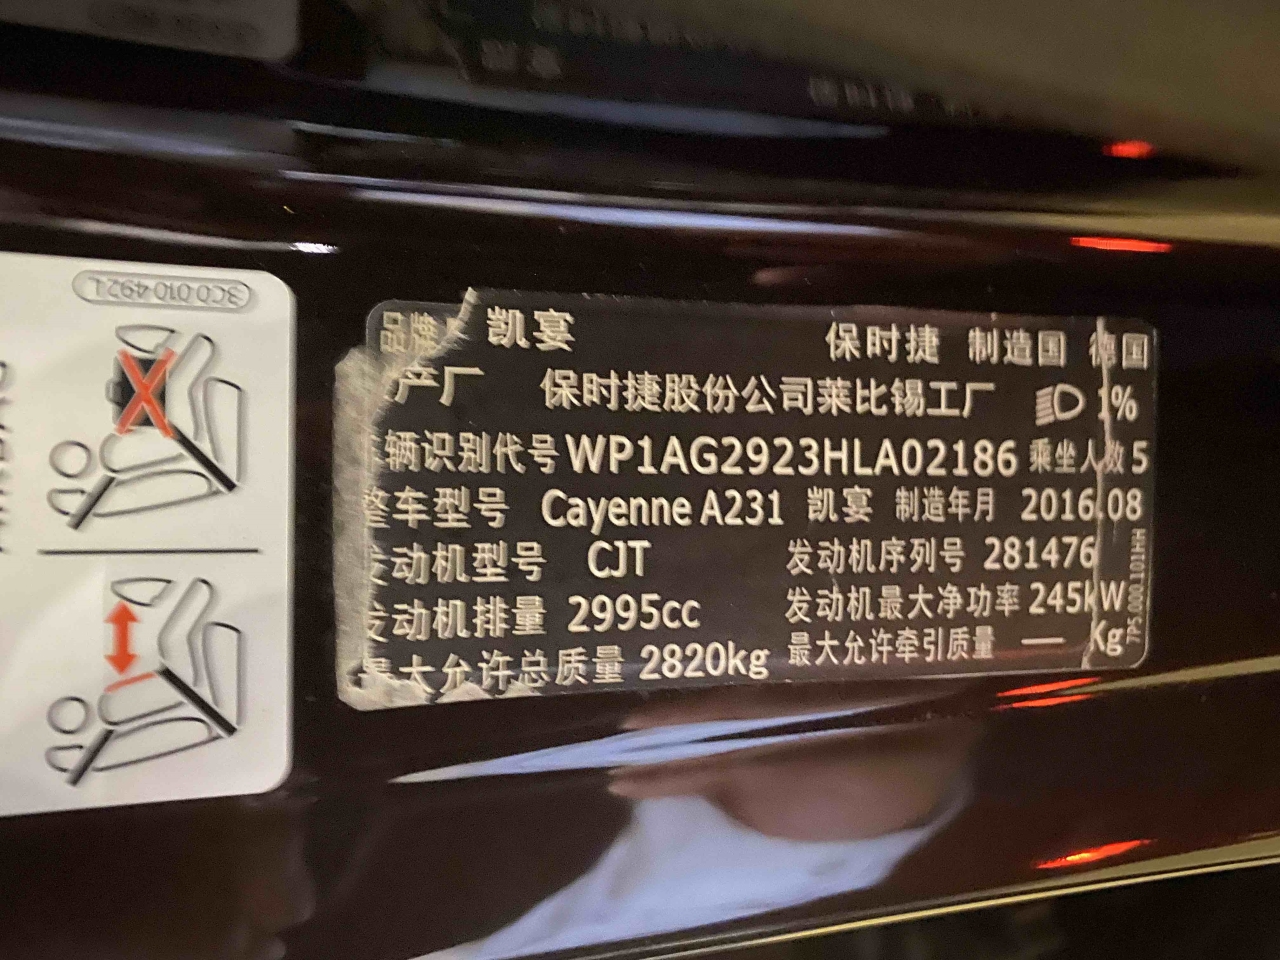 3C0 010 492 L
品牌 凯宴 保时捷 制造国 德国
产厂 保时捷股份公司莱比锡工厂 %
辆识别代号 WP1AG2923HLA02186 乘坐人数 5
整车型号 Cayenne A231 凯宴 制造年月 2016.08
发动机型号 CJT 发动机序列号 281476
发动机排量 2995cc 发动机最大净功率 245kW
最大允许总质量 2820kg 最大允许牵引质量 — Kg
7P5.000.101HH